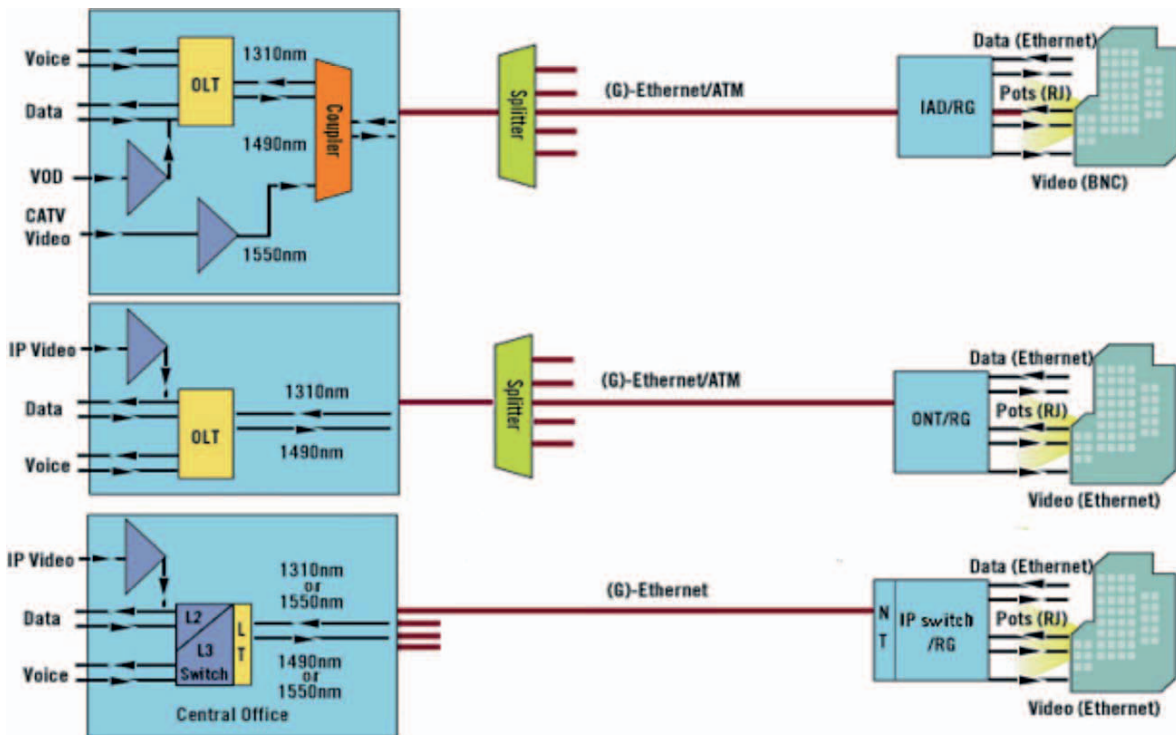 Voice
Data
VOD
CATV
Video
OLT
1310nm
1490nm
1550nm
Coupler
Splitter
(G)-Ethernet/ATM
IAD/RG
Data (Ethernet)
Pots (RJ)
Video (BNC)
IP Video
Data
Voice
OLT
1310nm
1490nm
Splitter
(G)-Ethernet/ATM
ONT/RG
Data (Ethernet)
Pots (RJ)
Video (Ethernet)
IP Video
Data
Voice
L2
L3
Switch
L
T
1310nm
or
1550nm
1490nm
or
1550nm
Central Office
(G)-Ethernet
N
T
IP switch
/RG
Data (Ethernet)
Pots (RJ)
Video (Ethernet)